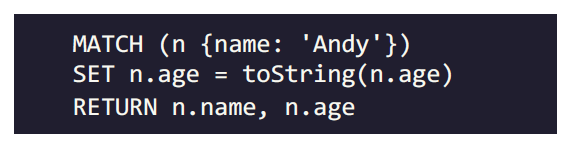 MATCH (n {name: 'Andy'})
SET n.age = toString(n.age)
RETURN n.name, n.age